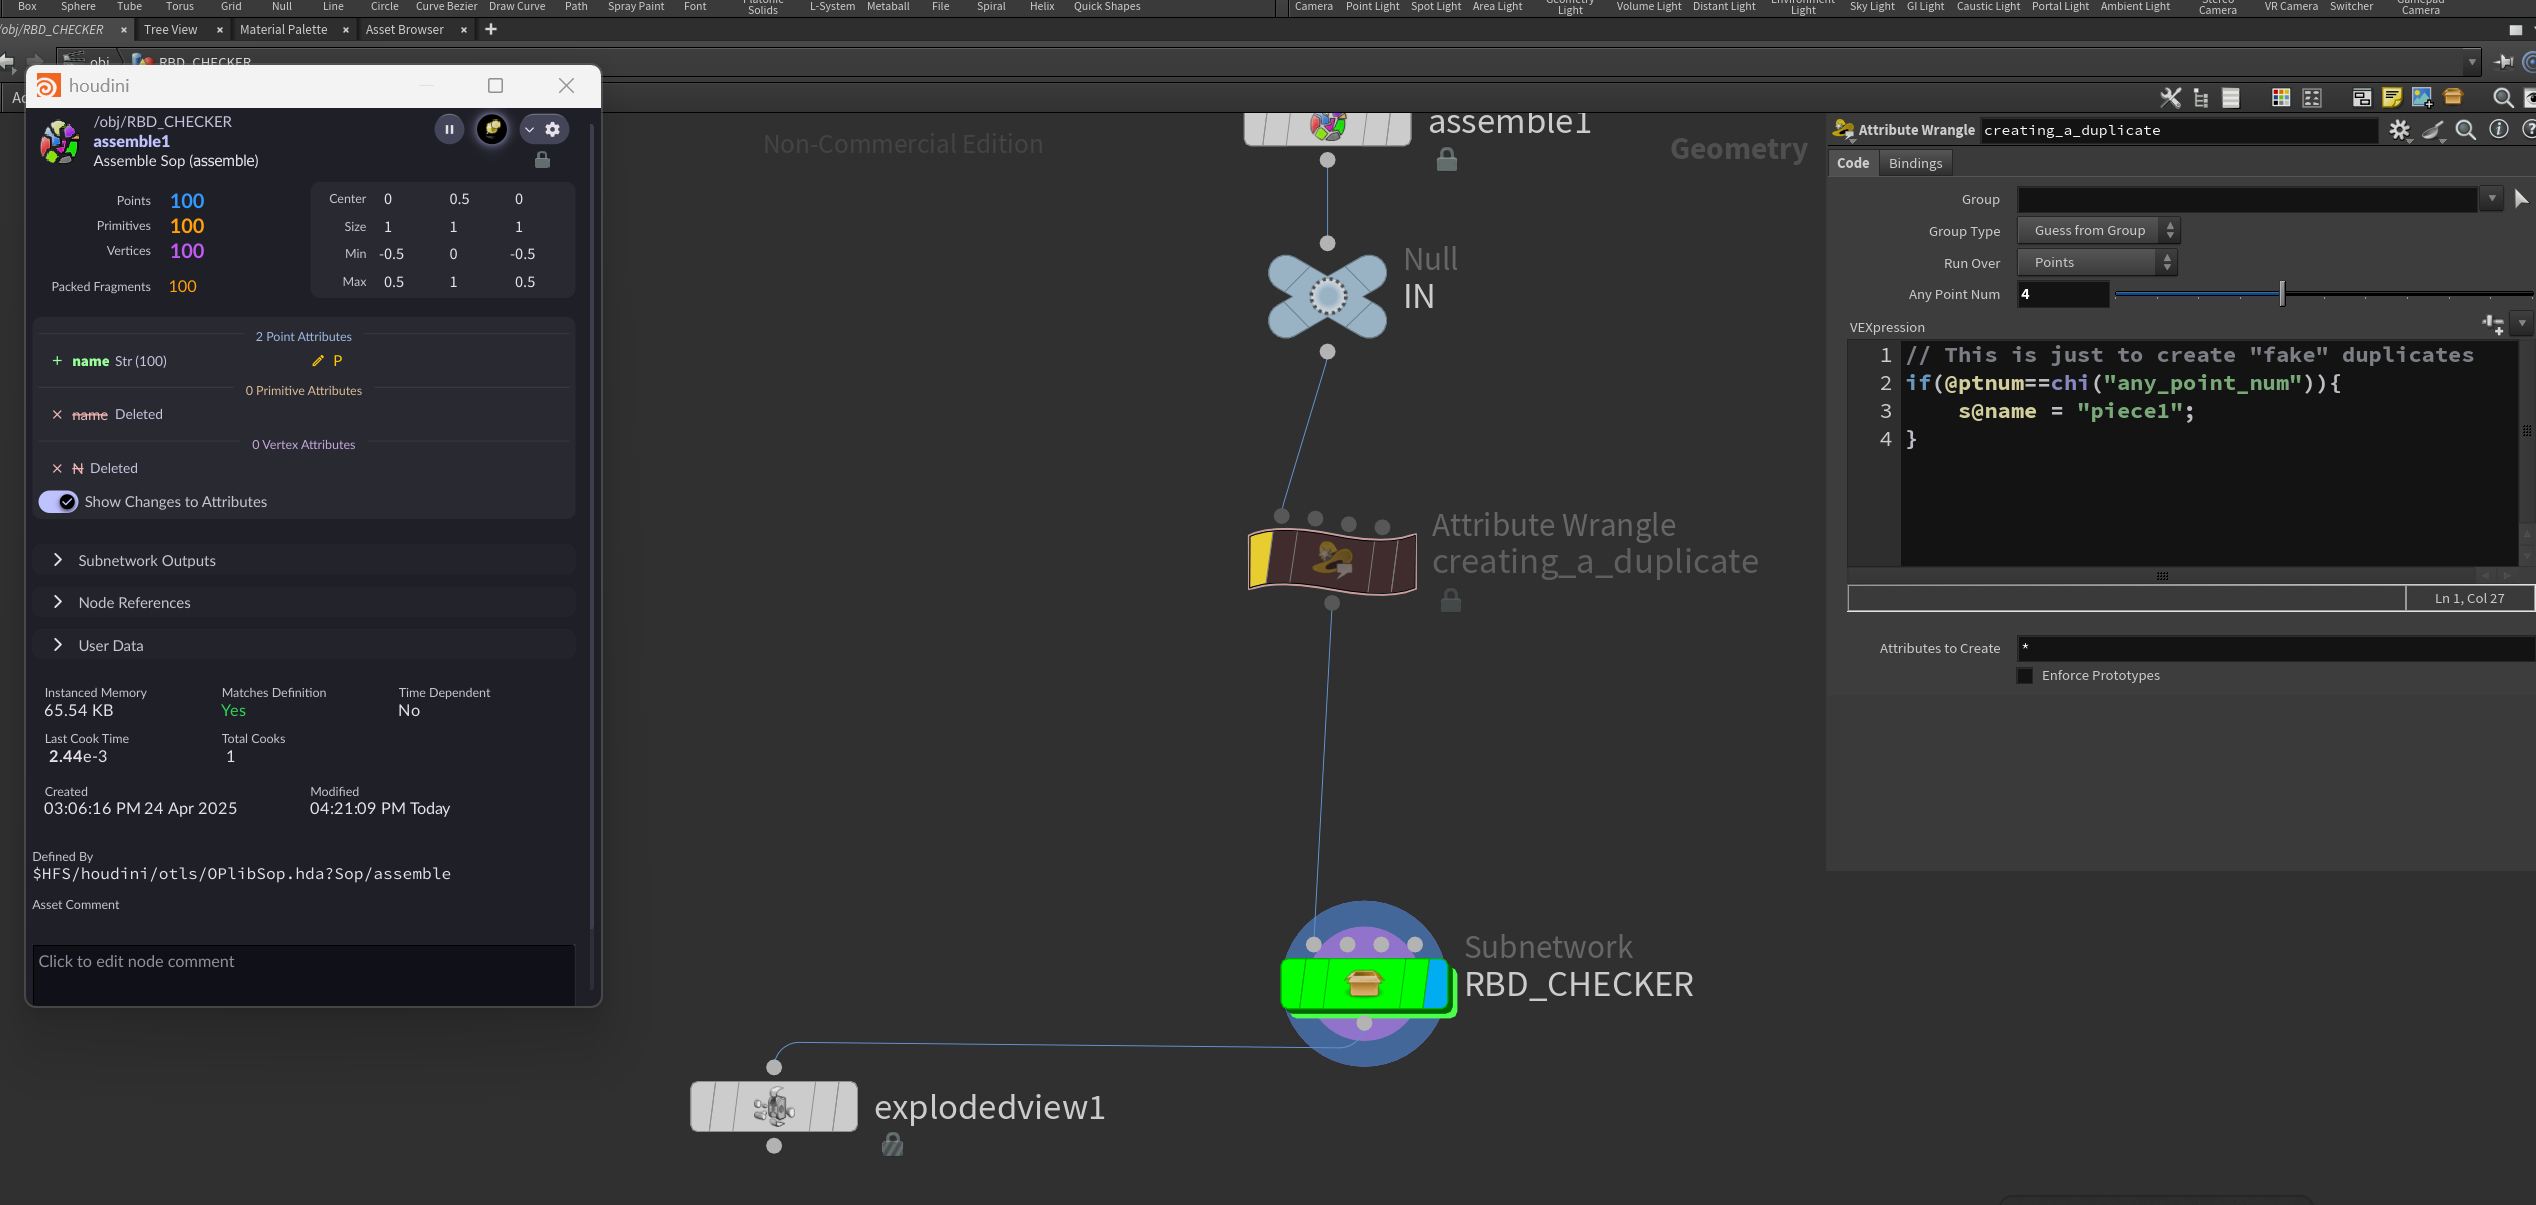 Box Sphere Tube Torus Grid Null Line Circle Curve Bezier Draw Curve Path Spray Paint Font Platonic Solids L-System Metaball File Spiral Helix Quick Shapes Camera Point Light Spot Light Area Light Geometry Light Volume Light Distant Light Environment Light Sky Light GI Light Caustic Light Portal Light Ambient Light Stereo Camera VR Camera Switcher Gamepad Camera
/obj/RBD_CHECKER × Tree View × Material Palette × Asset Browser × +
obj RBD_CHECKER
houdini
/obj/RBD_CHECKER
assemble1
Assemble Sop (assemble)
Points 100
Primitives 100
Vertices 100
Packed Fragments 100
Center 0 0.5 0
Size 1 1 1
Min -0.5 0 -0.5
Max 0.5 1 0.5
2 Point Attributes
+ name Str (100) P
0 Primitive Attributes
× name Deleted
0 Vertex Attributes
× N Deleted
Show Changes to Attributes
Subnetwork Outputs
Node References
User Data
Instanced Memory Matches Definition Time Dependent
65.54 KB Yes No
Last Cook Time Total Cooks
2.44e-3 1
Created Modified
03:06:16 PM 24 Apr 2025 04:21:09 PM Today
Defined By
$HFS/houdini/otls/OPlibSop.hda?Sop/assemble
Asset Comment
Click to edit node comment
Non-Commercial Edition
Geometry
assemble1
Null
IN
Attribute Wrangle
creating_a_duplicate
Subnetwork
RBD_CHECKER
explodedview1
Attribute Wrangle creating_a_duplicate
Code Bindings
Group
Group Type Guess from Group
Run Over Points
Any Point Num 4
VEXpression
1 // This is just to create "fake" duplicates
2 if(@ptnum==chi("any_point_num")){
3 s@name = "piece1";
4 }
Ln 1, Col 27
Attributes to Create *
Enforce Prototypes